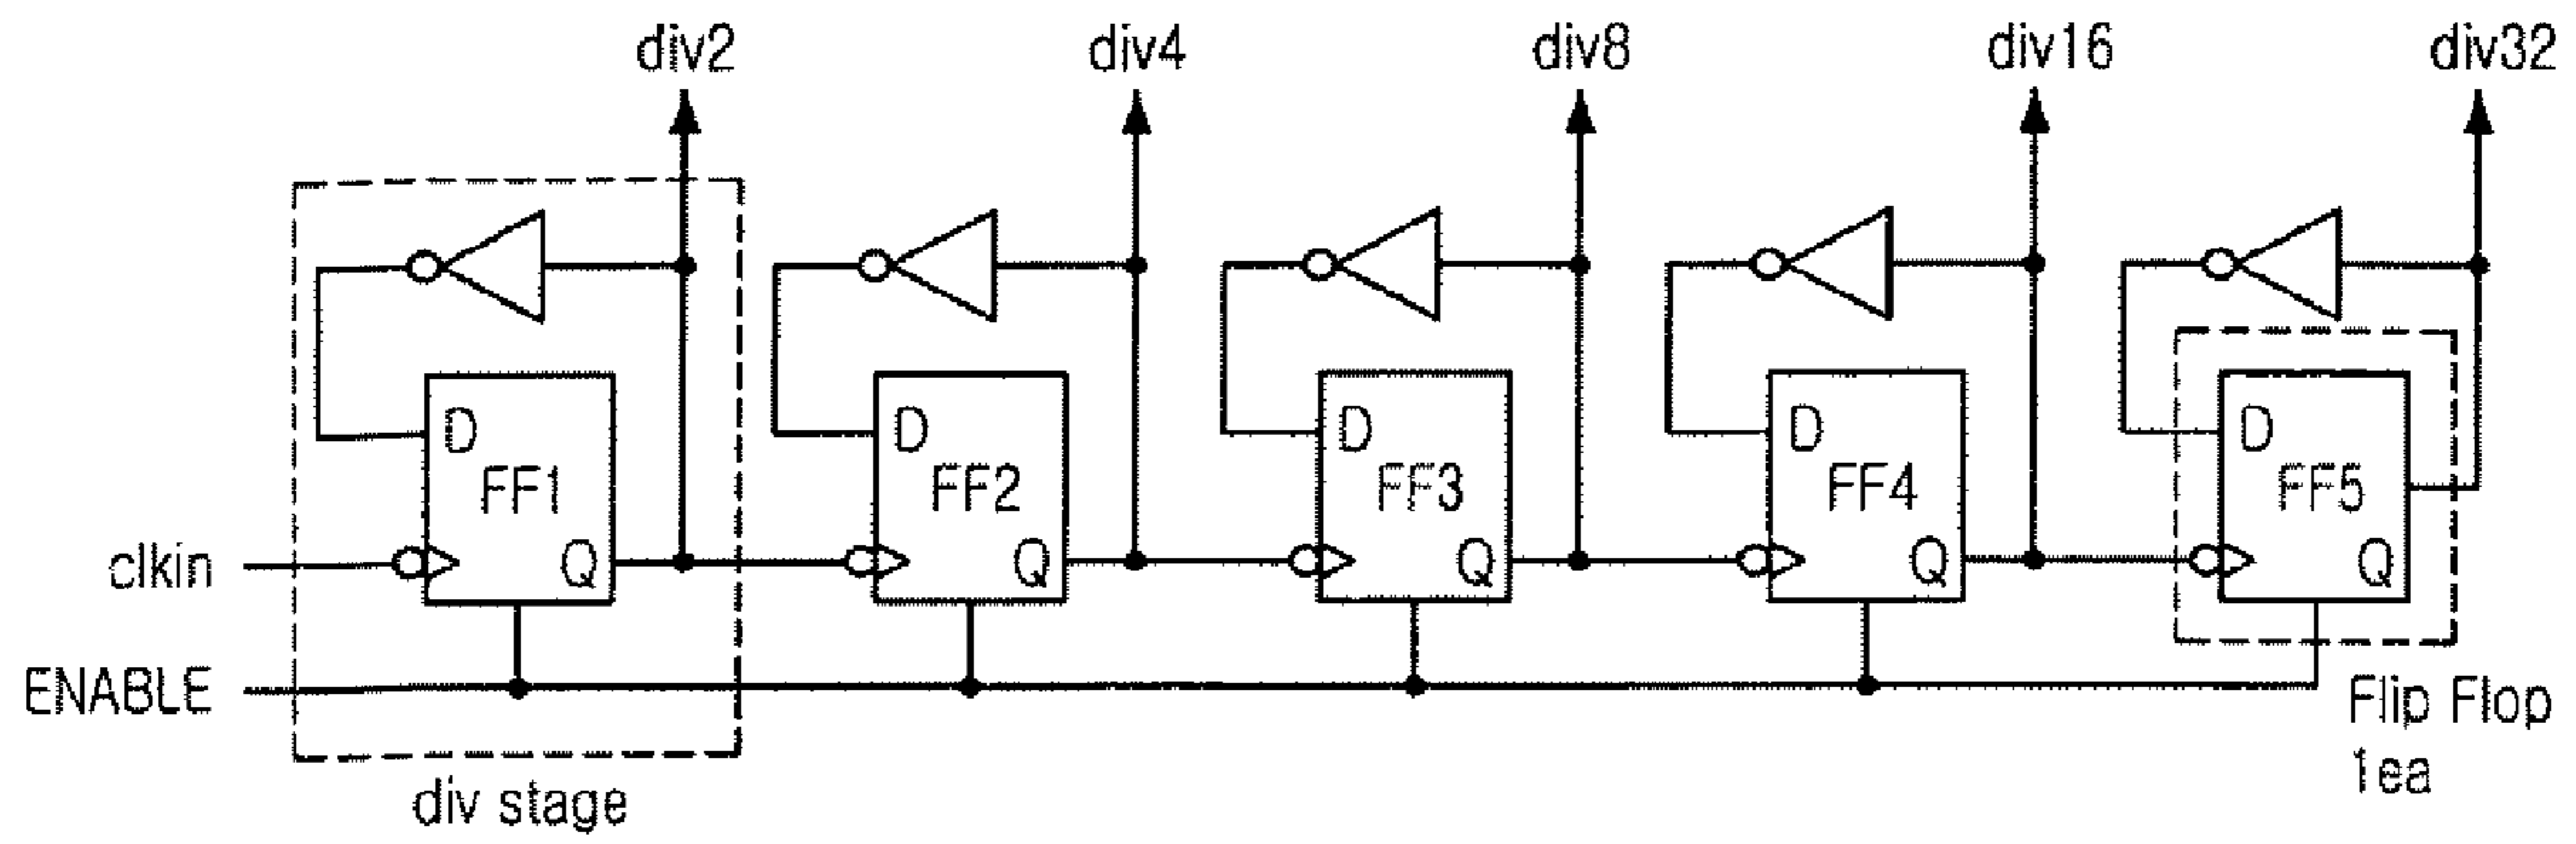 div2 div4 div8 div16 div32
D D D D D
FF1 FF2 FF3 FF4 FF5
clkin Q Q Q Q Q
ENABLE
Flip Flop
1ea
div stage